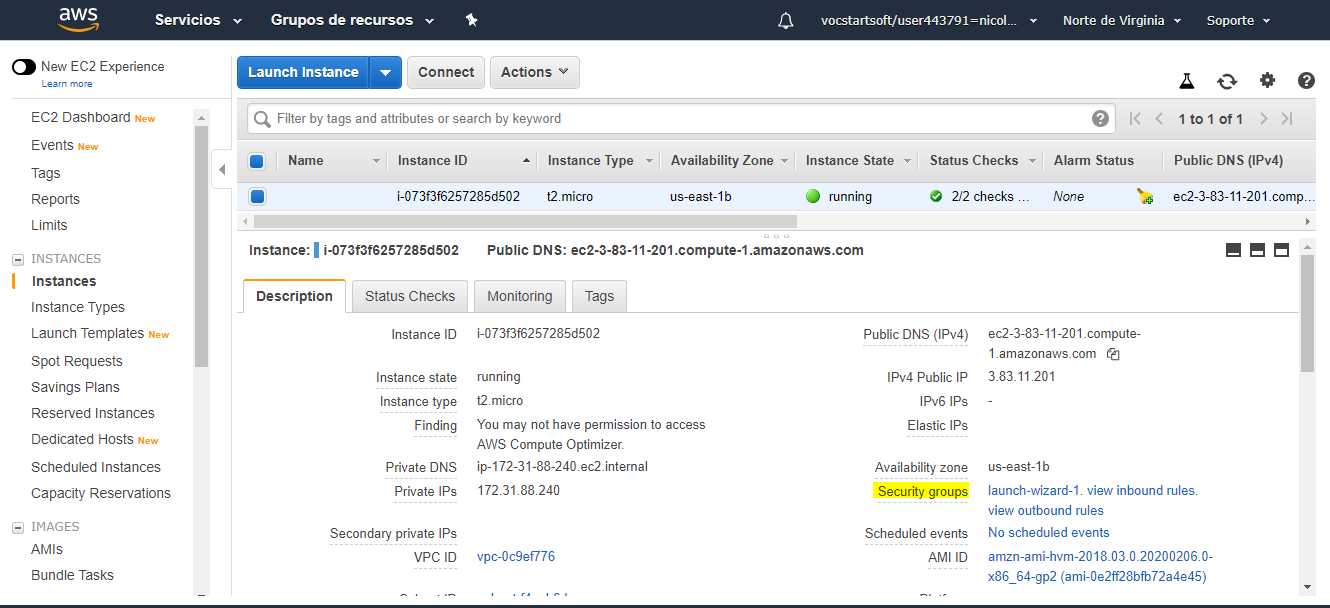 aws
Servicios
Grupos de recursos
vocstartsoft/user443791=nicol...
Norte de Virginia
Soporte
New EC2 Experience
Learn more
EC2 Dashboard New
Events New
Tags
Reports
Limits
INSTANCES
Instances
Instance Types
Launch Templates New
Spot Requests
Savings Plans
Reserved Instances
Dedicated Hosts New
Scheduled Instances
Capacity Reservations
IMAGES
AMIs
Bundle Tasks
Launch Instance
Connect
Actions
Filter by tags and attributes or search by keyword
1 to 1 of 1
Name Instance ID Instance Type Availability Zone Instance State Status Checks Alarm Status Public DNS (IPv4)
i-073f3f6257285d502 t2.micro us-east-1b running 2/2 checks ... None ec2-3-83-11-201.comp...
Instance: i-073f3f6257285d502 Public DNS: ec2-3-83-11-201.compute-1.amazonaws.com
Description Status Checks Monitoring Tags
Instance ID i-073f3f6257285d502
Instance state running
Instance type t2.micro
Finding You may not have permission to access
AWS Compute Optimizer.
Private DNS ip-172-31-88-240.ec2.internal
Private IPs 172.31.88.240
Secondary private IPs
VPC ID vpc-0c9ef776
Public DNS (IPv4) ec2-3-83-11-201.compute-
1.amazonaws.com
IPv4 Public IP 3.83.11.201
IPv6 IPs -
Elastic IPs
Availability zone us-east-1b
Security groups launch-wizard-1. view inbound rules.
view outbound rules
Scheduled events No scheduled events
AMI ID amzn-ami-hvm-2018.03.0.20200206.0-
x86_64-gp2 (ami-0e2ff28bfb72a4e45)